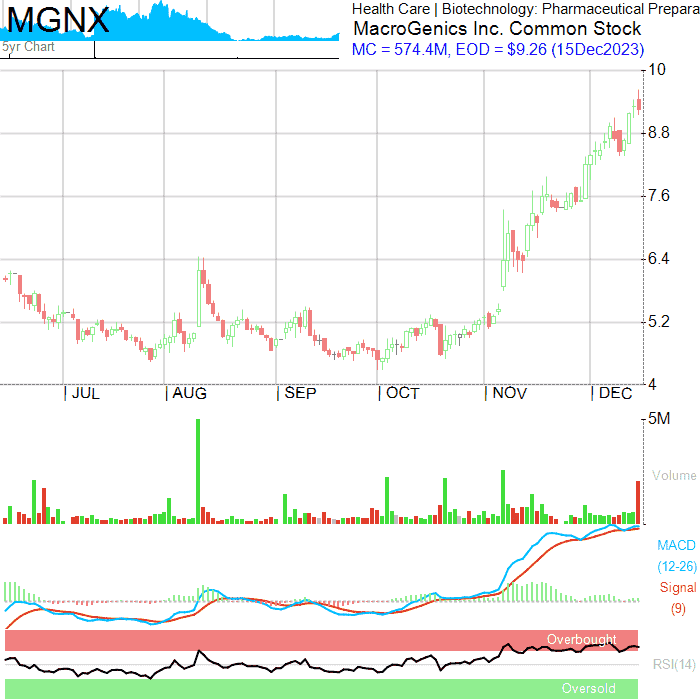 MGNX
5yr Chart
Health Care | Biotechnology: Pharmaceutical Prepara
MacroGenics Inc. Common Stock
MC = 574.4M, EOD = $9.26 (15Dec2023)
10
8.8
7.6
6.4
5.2
4
| JUL | AUG | SEP | OCT | NOV | DEC
5M
Volume
MACD
(12-26)
Signal
(9)
Overbought
RSI(14)
Oversold